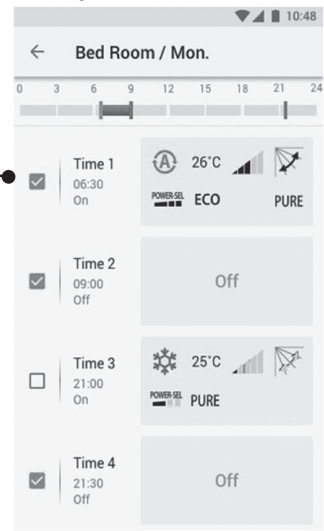 10:48
Bed Room / Mon.
0 3 6 9 12 15 18 21 24
Time 1
06:30
On
A 26°C
POWER-SEL ECO PURE
Time 2
09:00
Off
Off
Time 3
21:00
On
25°C
POWER-SEL PURE
Time 4
21:30
Off
Off